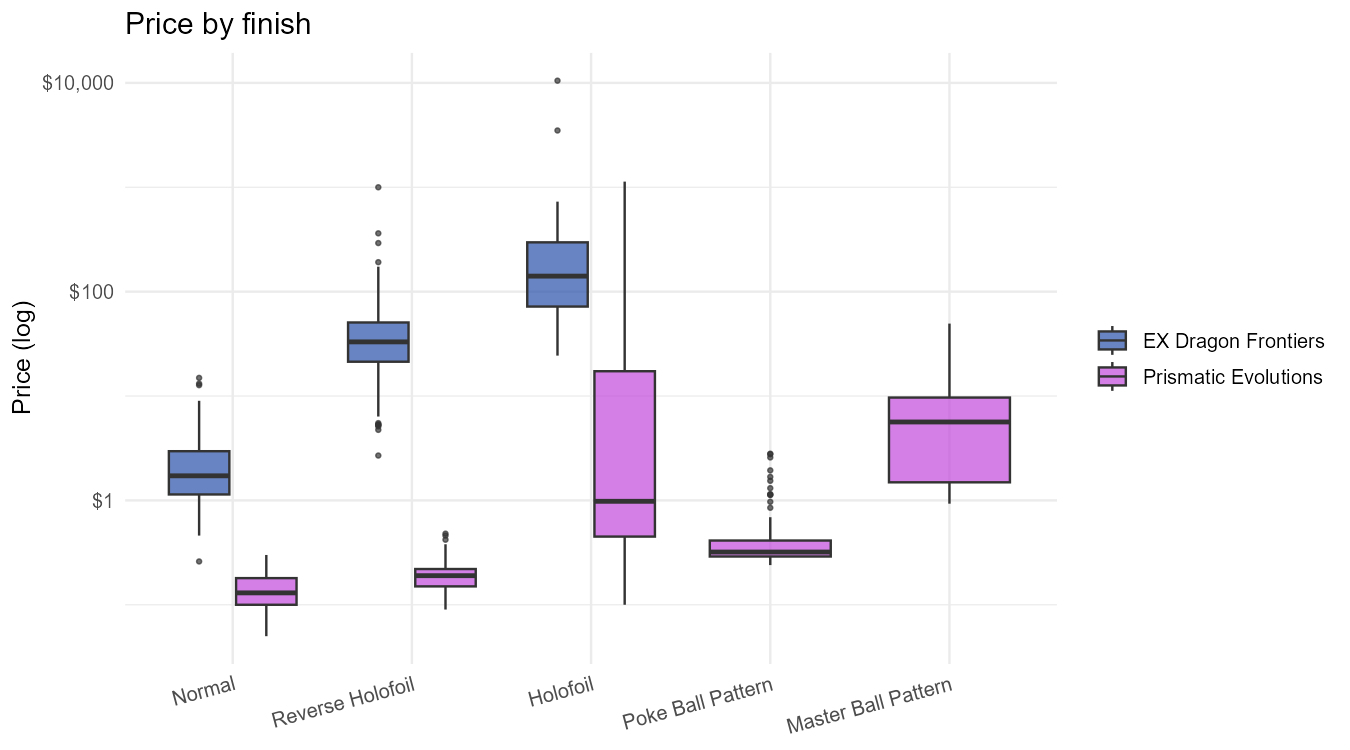 Price by finish
$10,000
$100
$1
Price (log)
Normal
Reverse Holofoil
Holofoil
Poke Ball Pattern
Master Ball Pattern
EX Dragon Frontiers
Prismatic Evolutions